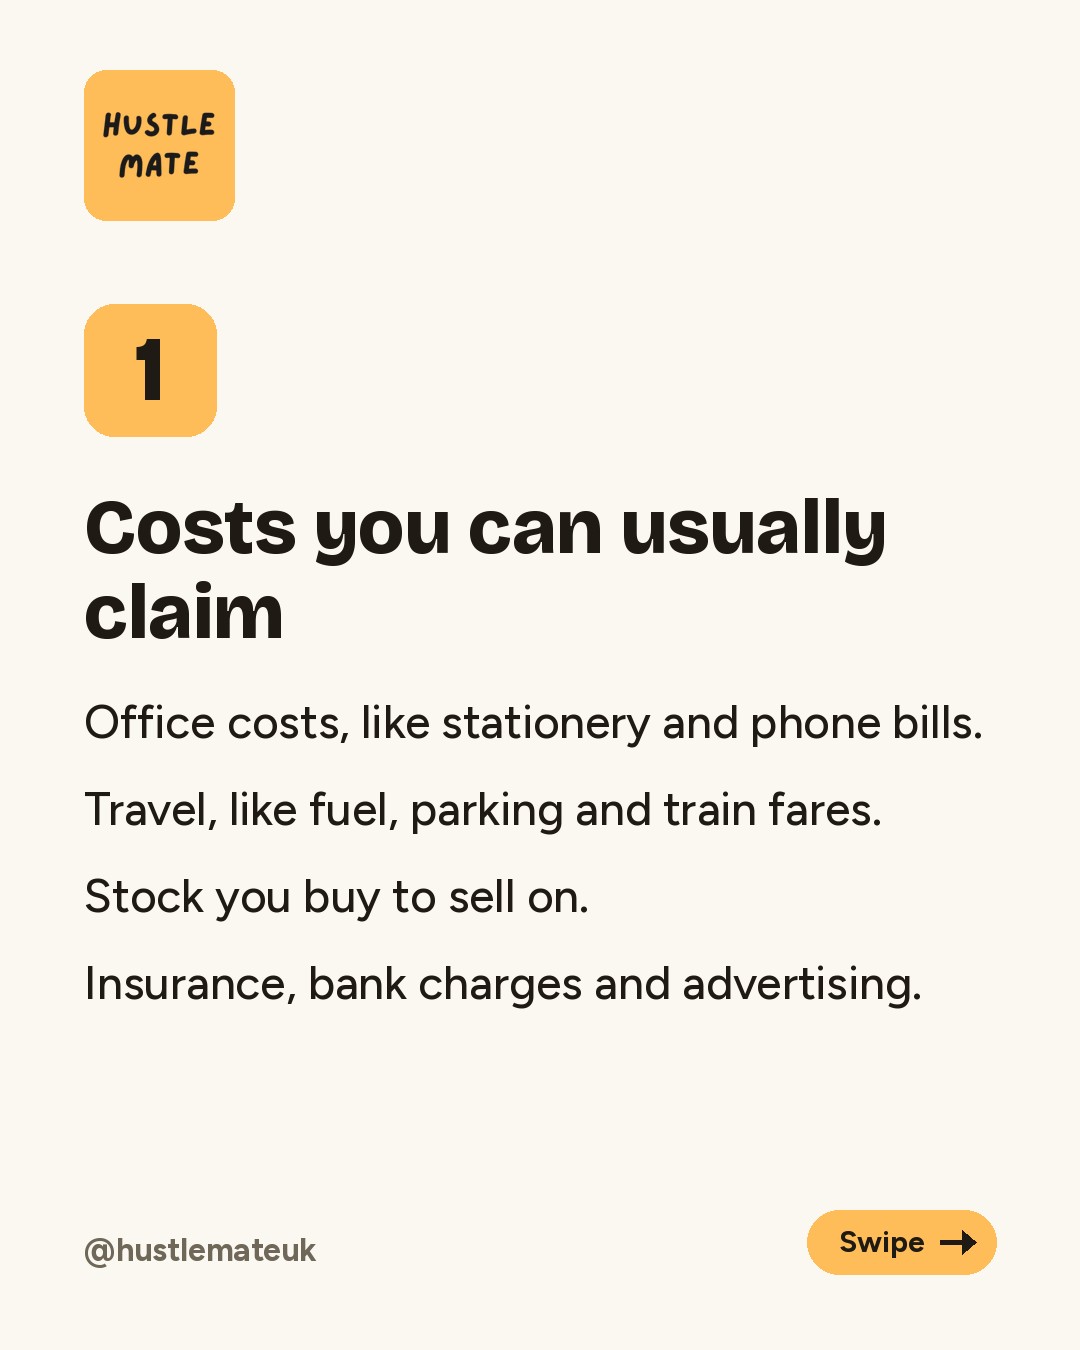 HUSTLE
MATE
1
Costs you can usually
claim
Office costs, like stationery and phone bills.
Travel, like fuel, parking and train fares.
Stock you buy to sell on.
Insurance, bank charges and advertising.
@hustlemateuk
Swipe